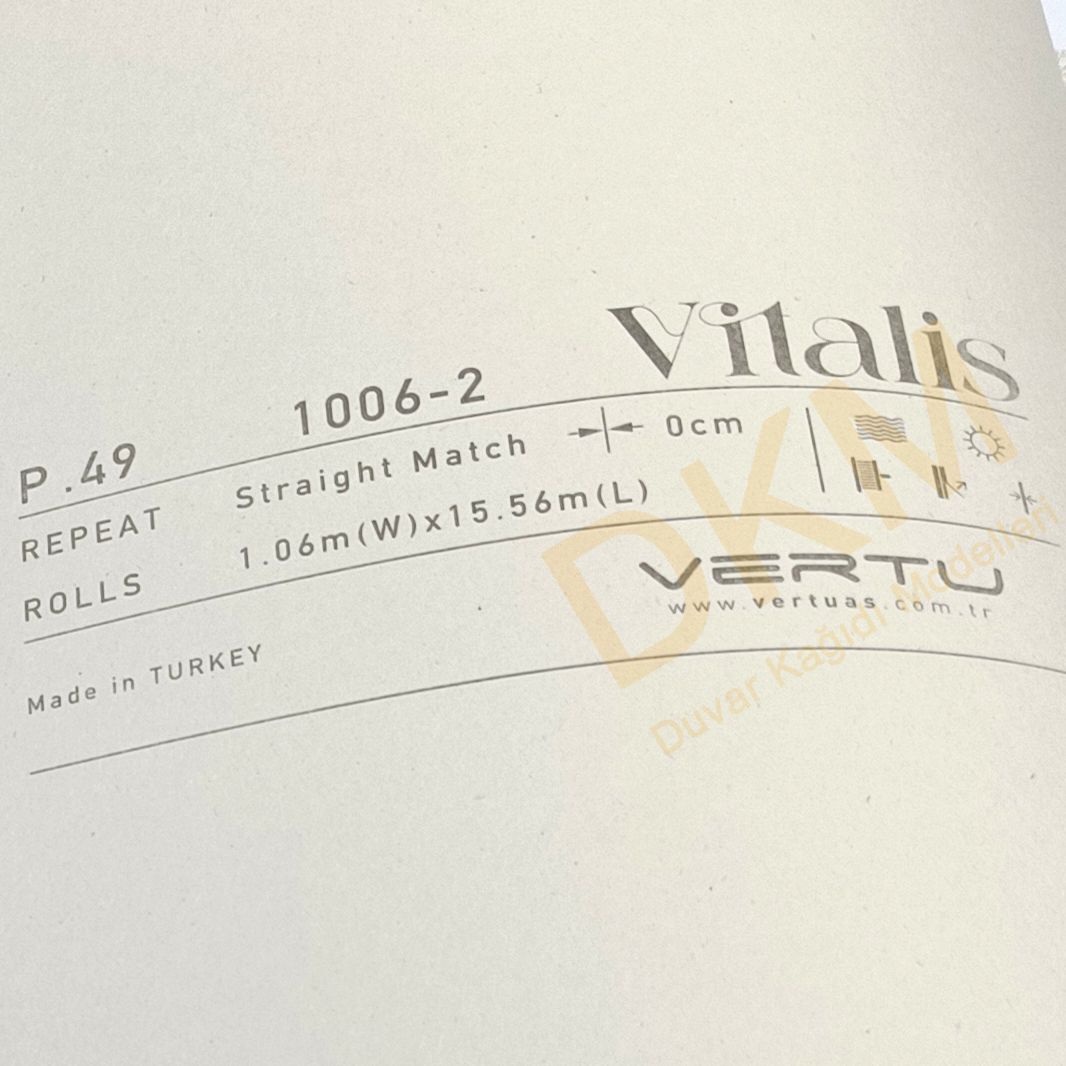 Vitalis
P.49 1006-2
REPEAT Straight Match 0cm
ROLLS 1.06m(W)x15.56m(L)
VERTU
www.vertuas.com.tr
Made in TURKEY
DKM
Duvar Kağıdı Modelleri